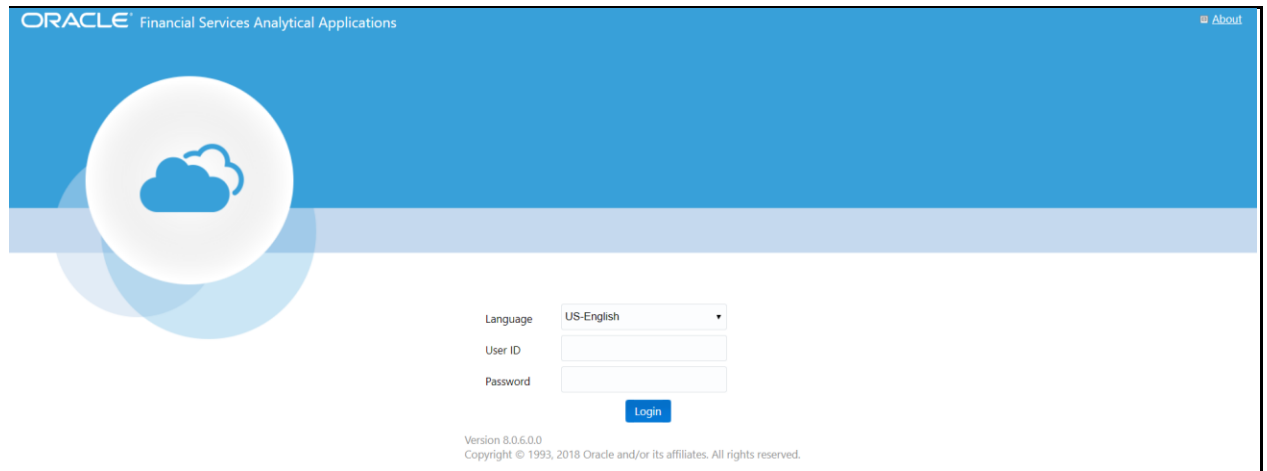 ORACLE® Financial Services Analytical Applications
About
Language US-English
User ID
Password
Login
Version 8.0.6.0.0
Copyright © 1993, 2018 Oracle and/or its affiliates. All rights reserved.